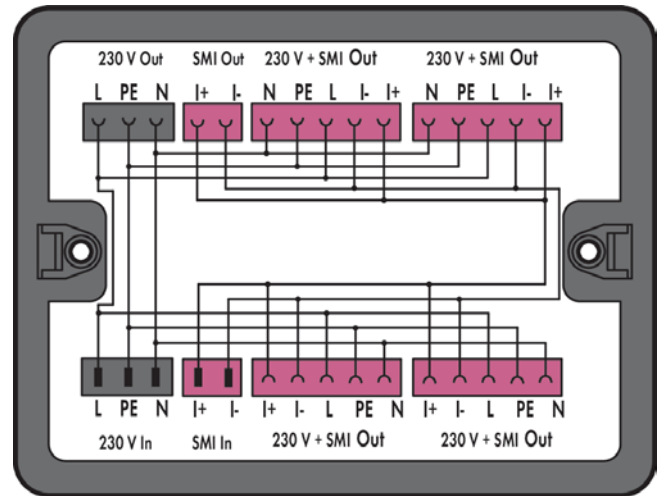 230 V Out SMI Out 230 V + SMI Out 230 V + SMI Out
L PE N I+ I- N PE L I- I+ N PE L I- I+
L PE N I+ I- I+ I- L PE N I+ I- L PE N
230 V In SMI In 230 V + SMI Out 230 V + SMI Out